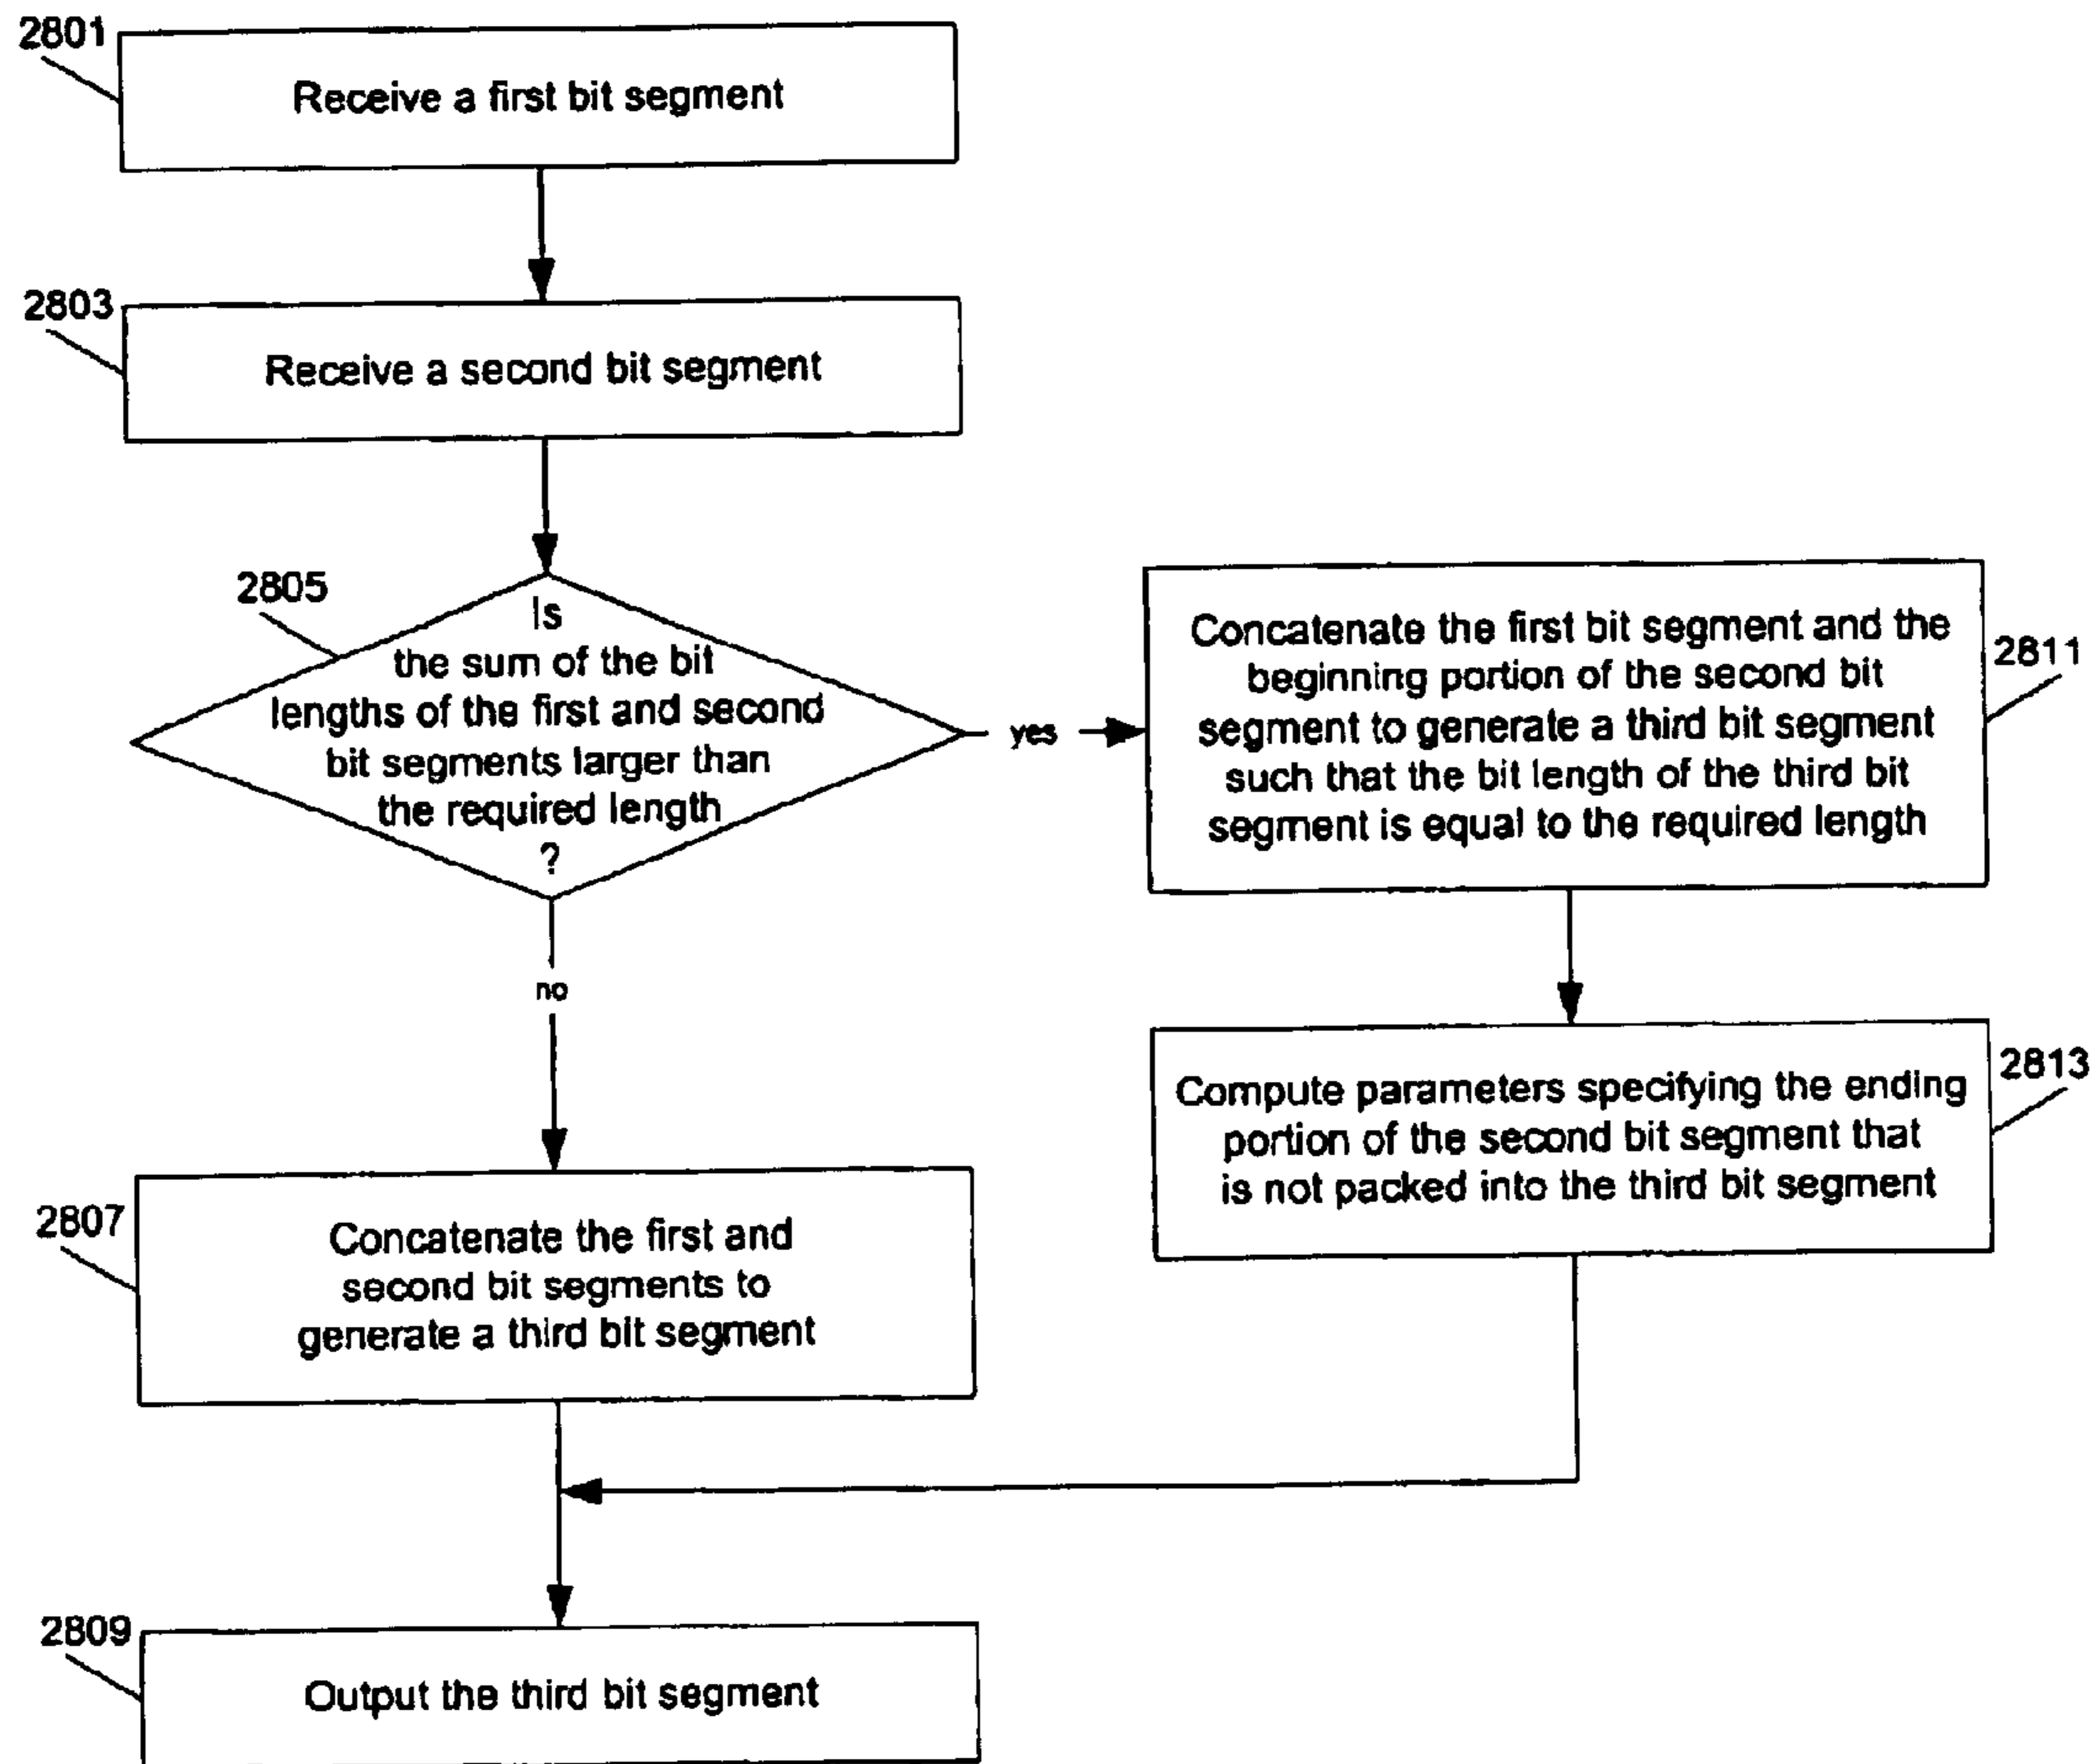 2801
Receive a first bit segment
2803
Receive a second bit segment
2805
Is
the sum of the bit
lengths of the first and second
bit segments larger than
the required length
?
yes
no
Concatenate the first bit segment and the
beginning portion of the second bit
segment to generate a third bit segment
such that the bit length of the third bit
segment is equal to the required length
2811
Compute parameters specifying the ending
portion of the second bit segment that
is not packed into the third bit segment
2813
2807
Concatenate the first and
second bit segments to
generate a third bit segment
2809
Output the third bit segment